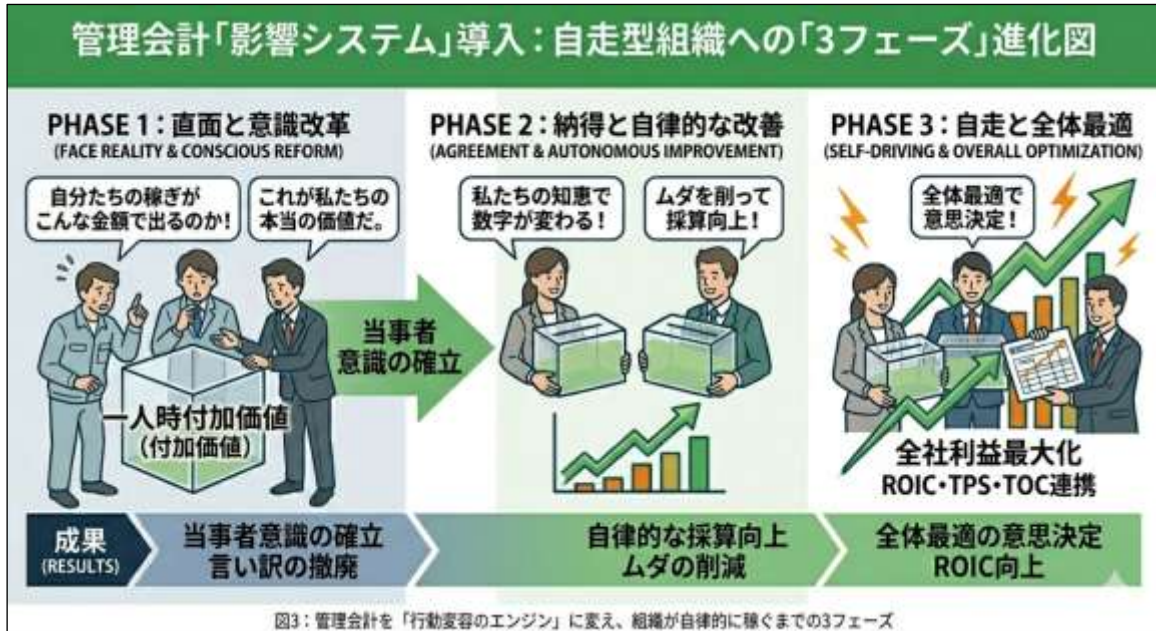 管理会計「影響システム」導入：自走型組織への「3フェーズ」進化図
PHASE 1：直面と意識改革
(FACE REALITY & CONSCIOUS REFORM)
自分たちの稼ぎが
こんな金額で出るのか！
これが私たちの
本当の価値だ。
一人時付加価値
（付加価値）
当事者
意識の確立
PHASE 2：納得と自律的な改善
(AGREEMENT & AUTONOMOUS IMPROVEMENT)
私たちの知恵で
数字が変わる！
ムダを削って
採算向上！
PHASE 3：自走と全体最適
(SELF-DRIVING & OVERALL OPTIMIZATION)
全体最適で
意思決定！
全社利益最大化
ROIC・TPS・TOC連携
成果
(RESULTS)
当事者意識の確立
言い訳の撤廃
自律的な採算向上
ムダの削減
全体最適の意思決定
ROIC向上
図3：管理会計を「行動変容のエンジン」に変え、組織が自律的に稼ぐまでの3フェーズ